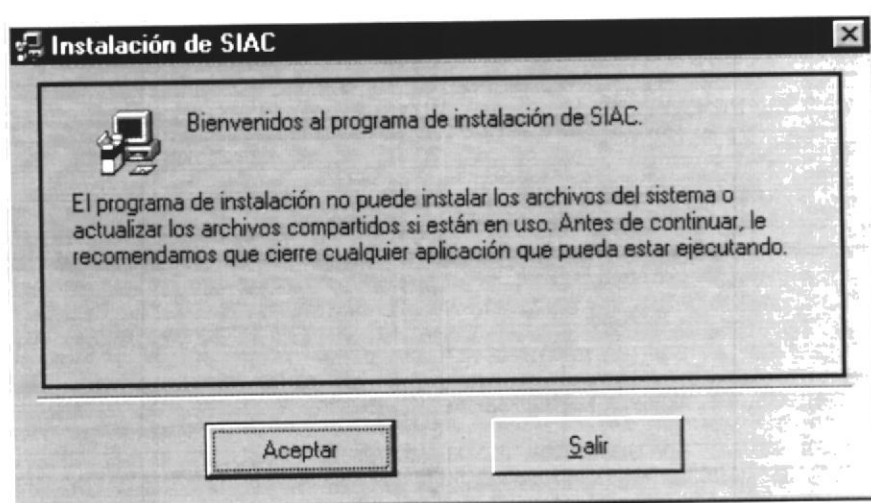 Instalación de SIAC
Bienvenidos al programa de instalación de SIAC.
El programa de instalación no puede instalar los archivos del sistema o
actualizar los archivos compartidos si están en uso. Antes de continuar, le
recomendamos que cierre cualquier aplicación que pueda estar ejecutando.
Aceptar
Salir